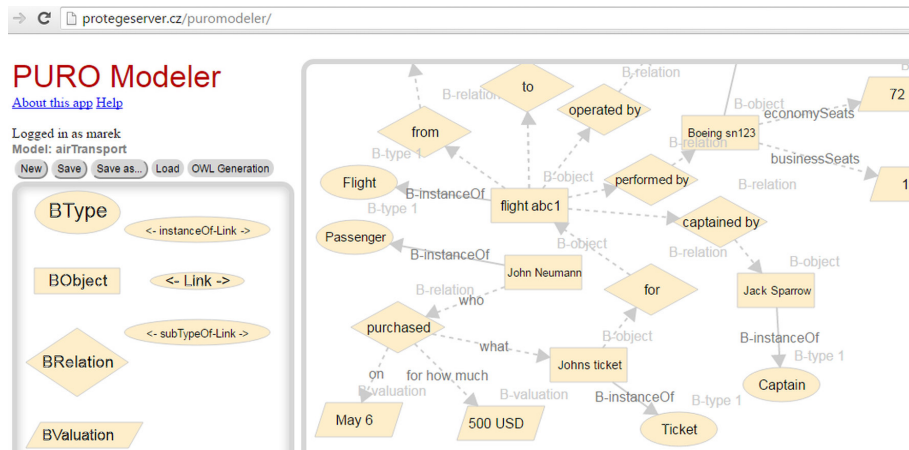 protegeserver.cz/puromodeler/
PURO Modeler
About this app Help
Logged in as marek
Model: airTransport
New Save Save as... Load OWL Generation
BType
<- instanceOf-Link ->
BObject
<- Link ->
<- subTypeOf-Link ->
BRelation
BValuation
B-relation
to
B-relation
operated by
from
B-object
72
economySeats
Boeing sn123
B-relation
B-type 1
businessSeats
Flight
B-instanceOf
B-object
performed by
B-relation
1
B-type 1
flight abc1
captained by
Passenger
B-instanceOf
B-object
B-relation
B-object
John Neumann
B-relation
who
for
Jack Sparrow
purchased
B-object
B-instanceOf
what
B-type 1
Johns ticket
on
for how much
Captain
B-valuation
B-valuation
B-instanceOf
B-type 1
May 6
500 USD
Ticket